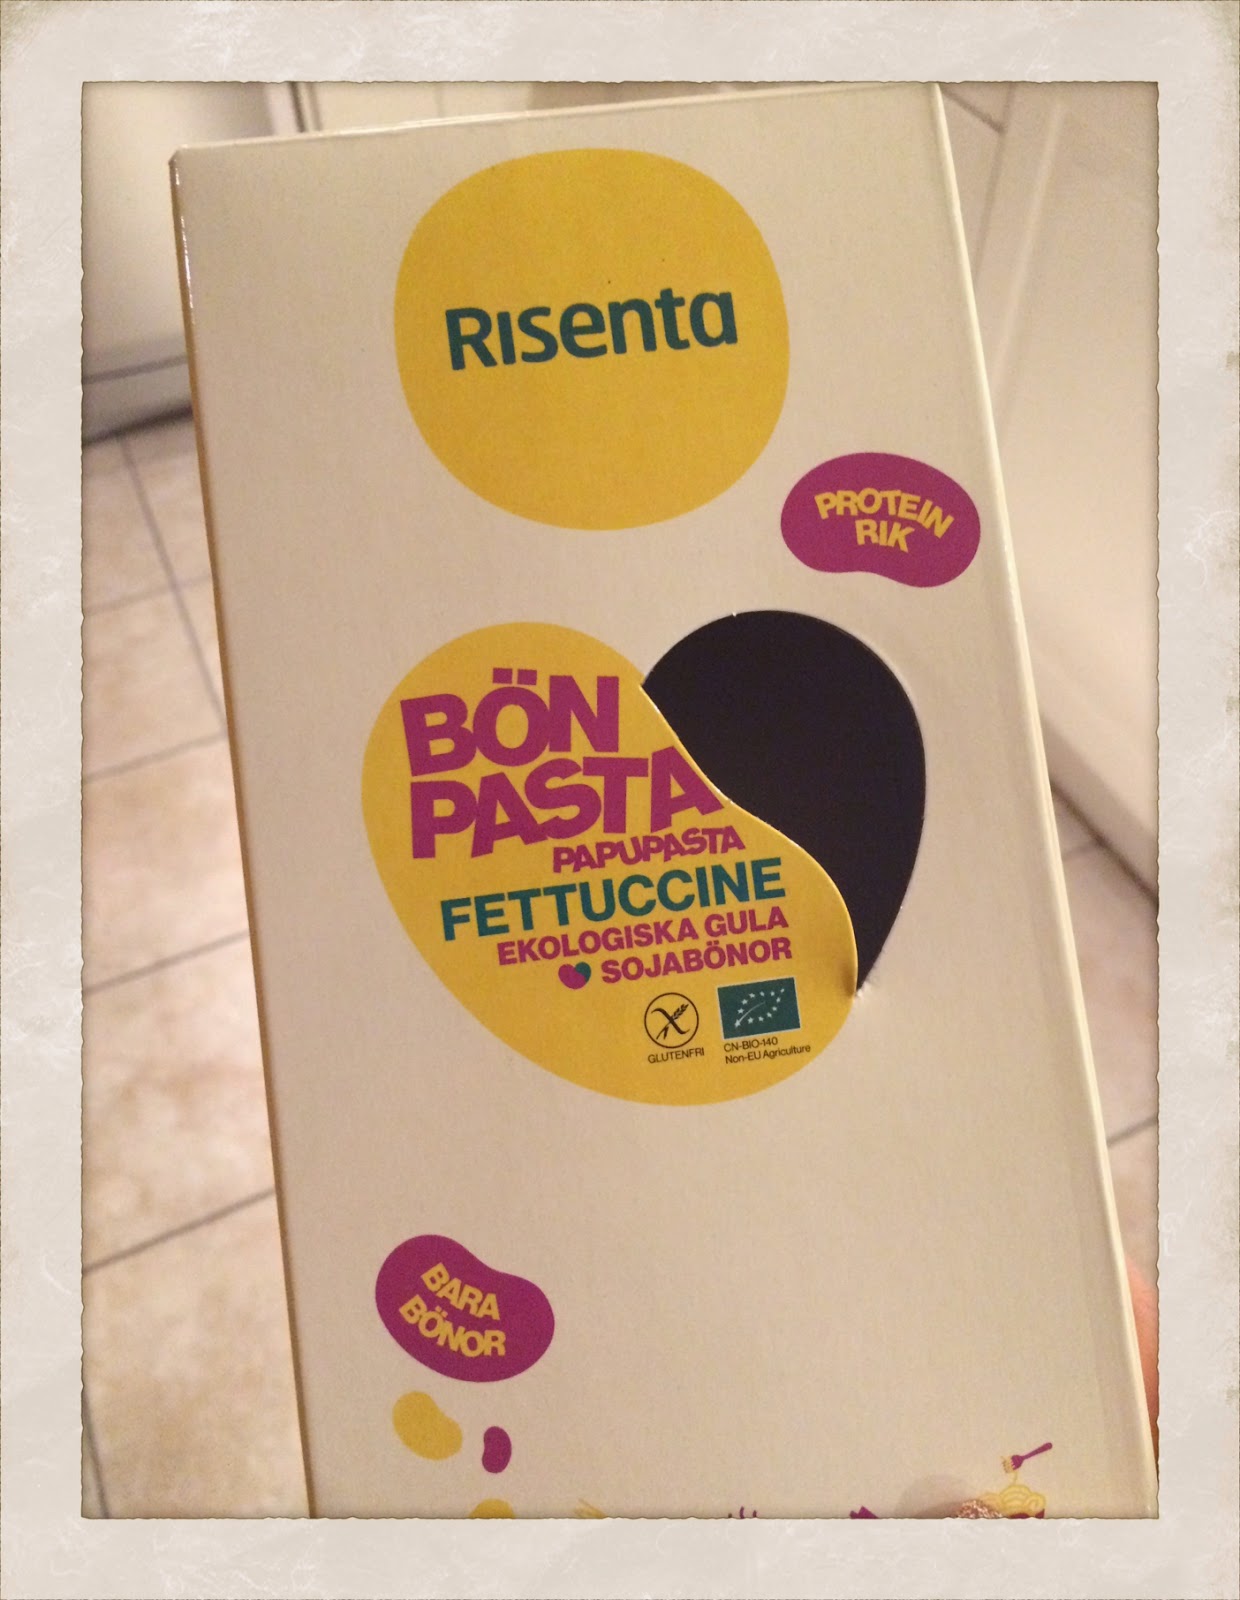 Risenta
PROTEIN
RIK
BÖN
PASTA
PAPUPASTA
FETTUCCINE
EKOLOGISKA GULA
SOJABÖNOR
GLUTENFRI
CN-BIO-140
Non-EU Agriculture
BARA
BÖNOR